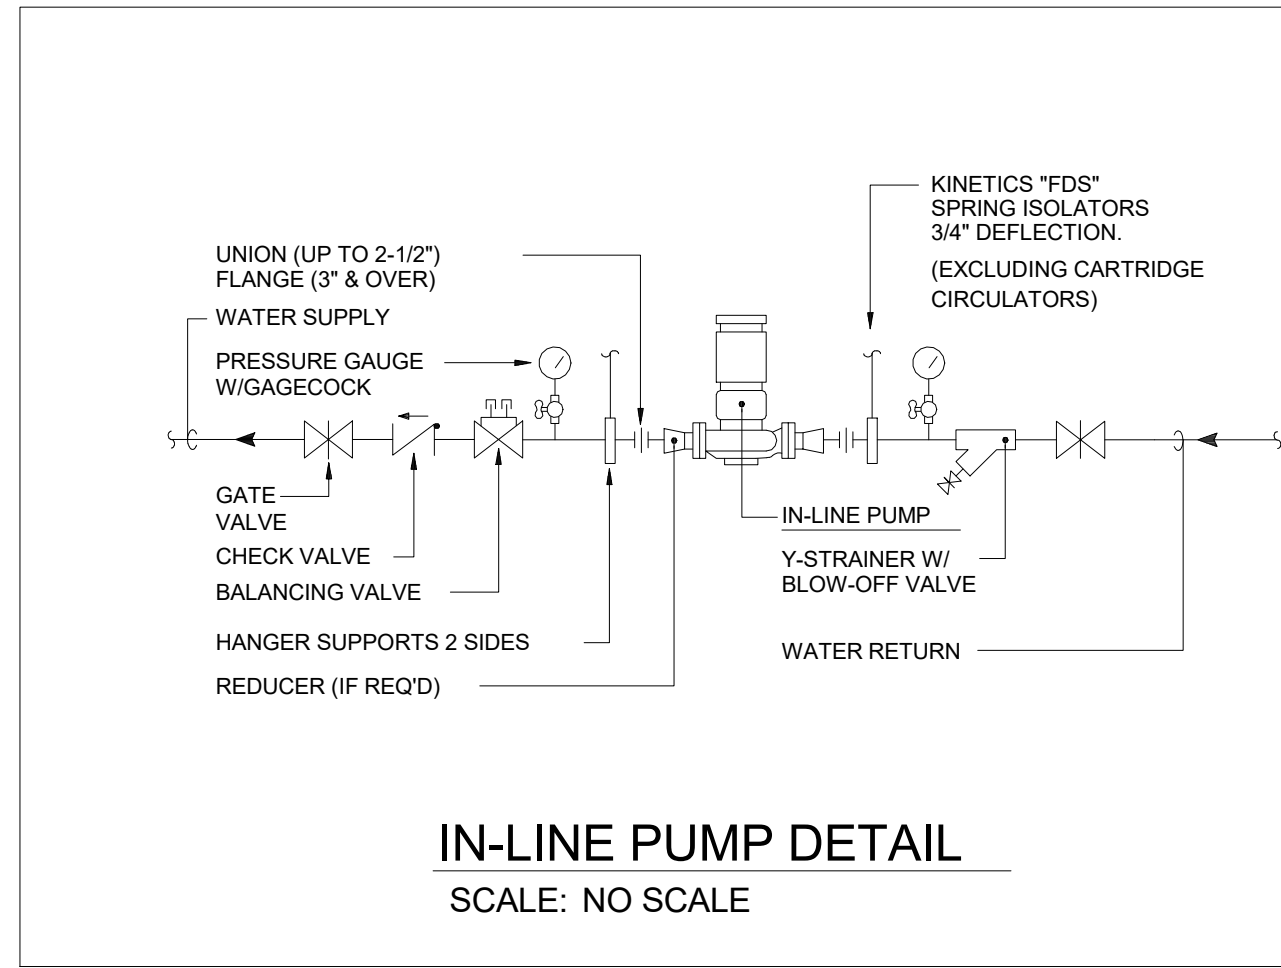 KINETICS "FDS"
SPRING ISOLATORS
3/4" DEFLECTION.
(EXCLUDING CARTRIDGE
CIRCULATORS)
UNION (UP TO 2-1/2")
FLANGE (3" & OVER)
WATER SUPPLY
PRESSURE GAUGE
W/GAGECOCK
GATE
VALVE
CHECK VALVE
BALANCING VALVE
HANGER SUPPORTS 2 SIDES
REDUCER (IF REQ'D)
IN-LINE PUMP
Y-STRAINER W/
BLOW-OFF VALVE
WATER RETURN
IN-LINE PUMP DETAIL
SCALE: NO SCALE